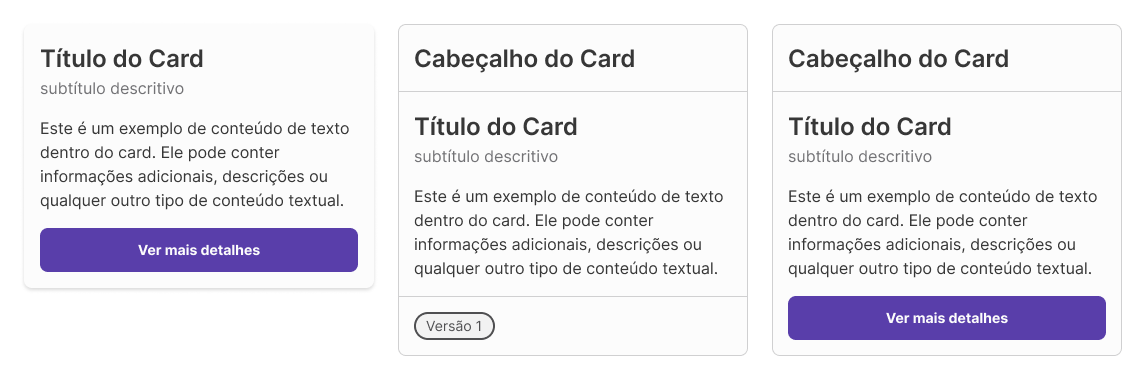 Título do Card
subtítulo descritivo
Este é um exemplo de conteúdo de texto
dentro do card. Ele pode conter
informações adicionais, descrições ou
qualquer outro tipo de conteúdo textual.
Ver mais detalhes
Cabeçalho do Card
Título do Card
subtítulo descritivo
Este é um exemplo de conteúdo de texto
dentro do card. Ele pode conter
informações adicionais, descrições ou
qualquer outro tipo de conteúdo textual.
Versão 1
Cabeçalho do Card
Título do Card
subtítulo descritivo
Este é um exemplo de conteúdo de texto
dentro do card. Ele pode conter
informações adicionais, descrições ou
qualquer outro tipo de conteúdo textual.
Ver mais detalhes